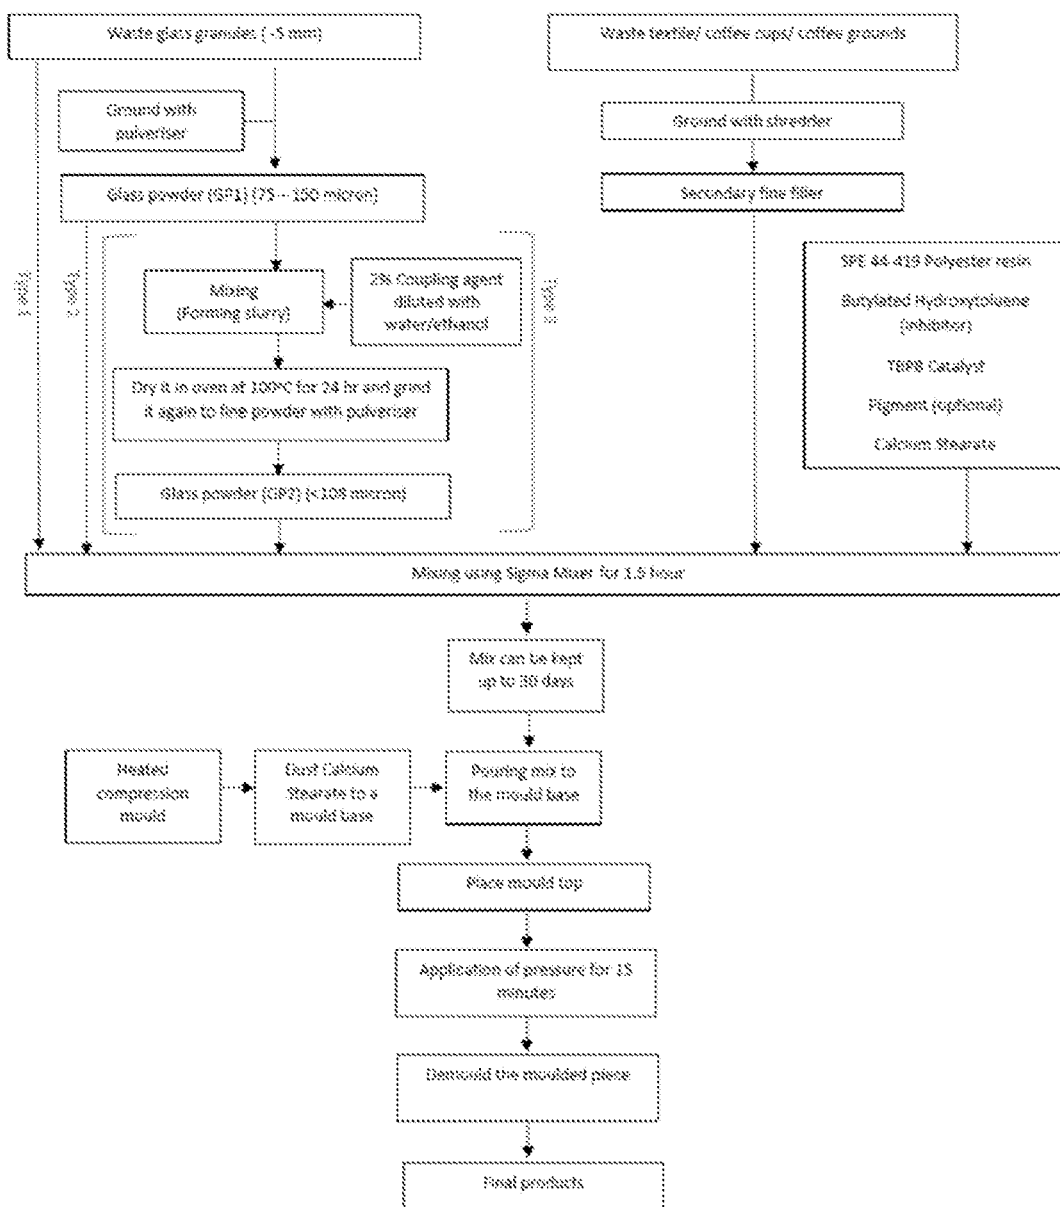 Waste glass granules ( -5 mm)
Waste textile/ coffee cups/ coffee grounds
Ground with
pulveriser
Ground with shredder
Glass powder (GP1) (75 – 150 micron)
Secondary fine filler
Mixing
(Forming slurry)
2% Coupling agent
diluted with
water/ethanol
Dry it in oven at 100°C for 24 hr and grind
it again to fine powder with pulveriser
Glass powder (GP2) (<108 micron)
SPE 44-419 Polyester resin
Butylated Hydroxytoluene
(inhibitor)
TBPB Catalyst
Pigment (optional)
Calcium Stearate
Type
Type
Type
Mixing using Sigma Mixer for 1.5 hour
Mix can be kept
up to 30 days
Heated
compression
mould
Dust Calcium
Stearate to a
mould base
Pouring mix to
the mould base
Place mould top
Application of pressure for 15
minutes
Demould the moulded piece
Final products